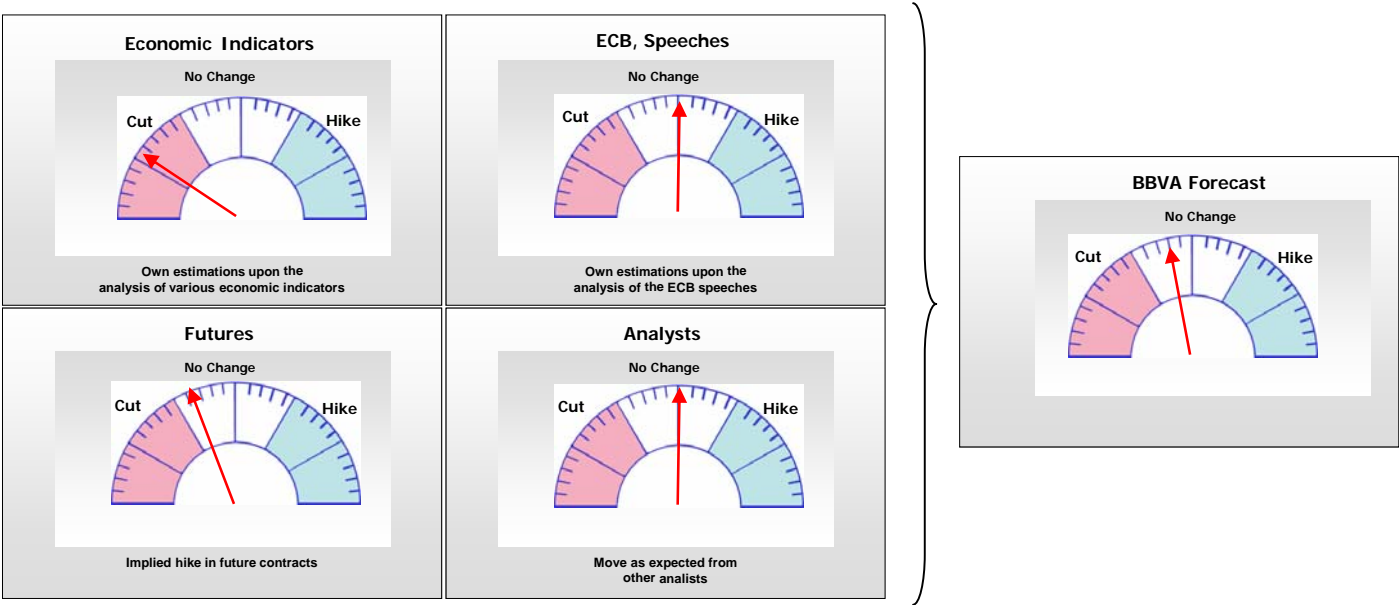 Economic Indicators
No Change
Cut
Hike
Own estimations upon the
analysis of various economic indicators
ECB, Speeches
No Change
Cut
Hike
Own estimations upon the
analysis of the ECB speeches
Futures
No Change
Cut
Hike
Implied hike in future contracts
Analysts
No Change
Cut
Hike
Move as expected from
other analists
BBVA Forecast
No Change
Cut
Hike